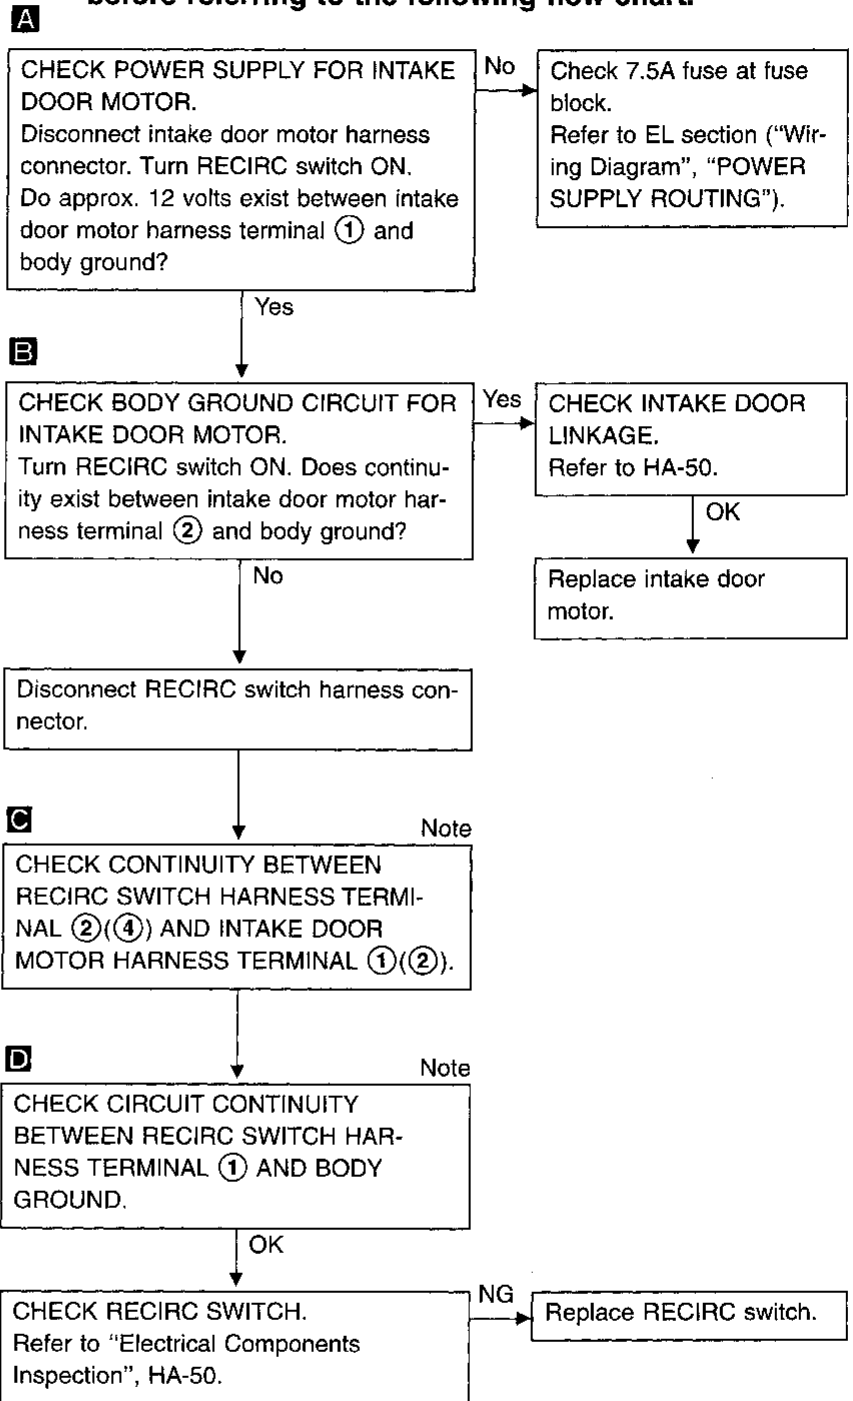 before referring to the following flow chart.
A
CHECK POWER SUPPLY FOR INTAKE
DOOR MOTOR.
Disconnect intake door motor harness
connector. Turn RECIRC switch ON.
Do approx. 12 volts exist between intake
door motor harness terminal ① and
body ground?
No
Check 7.5A fuse at fuse
block.
Refer to EL section (“Wir-
ing Diagram”, “POWER
SUPPLY ROUTING”).
Yes
B
CHECK BODY GROUND CIRCUIT FOR
INTAKE DOOR MOTOR.
Turn RECIRC switch ON. Does continu-
ity exist between intake door motor har-
ness terminal ② and body ground?
Yes
CHECK INTAKE DOOR
LINKAGE.
Refer to HA-50.
OK
Replace intake door
motor.
No
Disconnect RECIRC switch harness con-
nector.
C
Note
CHECK CONTINUITY BETWEEN
RECIRC SWITCH HARNESS TERMI-
NAL ②(④) AND INTAKE DOOR
MOTOR HARNESS TERMINAL ①(②).
D
Note
CHECK CIRCUIT CONTINUITY
BETWEEN RECIRC SWITCH HAR-
NESS TERMINAL ① AND BODY
GROUND.
OK
CHECK RECIRC SWITCH.
Refer to “Electrical Components
Inspection”, HA-50.
NG
Replace RECIRC switch.